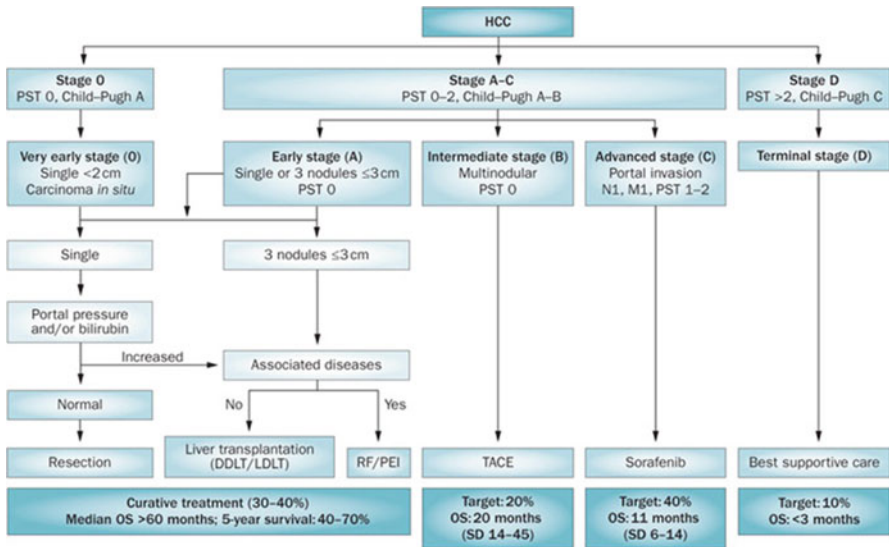 HCC
Stage 0
PST 0, Child–Pugh A
Stage A–C
PST 0–2, Child–Pugh A–B
Stage D
PST >2, Child–Pugh C
Very early stage (0)
Single <2cm
Carcinoma in situ
Early stage (A)
Single or 3 nodules ≤3cm
PST 0
Intermediate stage (B)
Multinodular
PST 0
Advanced stage (C)
Portal invasion
N1, M1, PST 1–2
Terminal stage (D)
Single
3 nodules ≤3cm
Portal pressure
and/or bilirubin
Increased
Associated diseases
Normal
No
Yes
Resection
Liver transplantation
(DDLT/LDLT)
RF/PEI
TACE
Sorafenib
Best supportive care
Curative treatment (30–40%)
Median OS >60 months; 5-year survival: 40–70%
Target: 20%
OS: 20 months
(SD 14–45)
Target: 40%
OS: 11 months
(SD 6–14)
Target: 10%
OS: <3 months